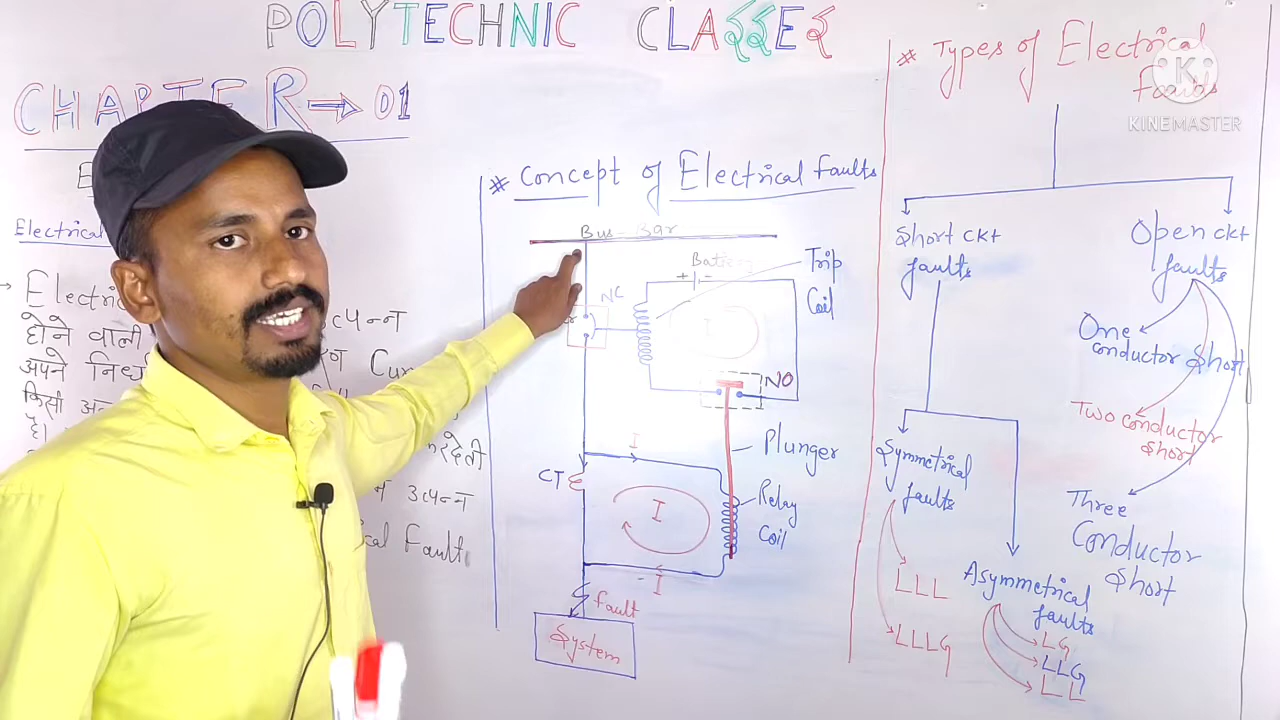 POLYTECHNIC CLASSES
CHAPTER → 01
Electrical
→ Electric
होने वाली
उत्पन्न
अपने
Cur
किसी
है।
करदेती
उत्पन्न
cal Fault
* Concept of Electrical faults
Bus-Bar
Battery
+ -
Trip
Coil
NC
I
NO
I
Plunger
CT
I
Relay
Coil
I
fault
System
* Types of Electrical
Faults
KINEMASTER
Short ckt
faults
Open ckt
faults
One
conductor Short
Two conductor
Short
Three
Conductor
Short
Symmetrical
faults
LLL
LLLG
Asymmetrical
faults
LG
LLG
LL